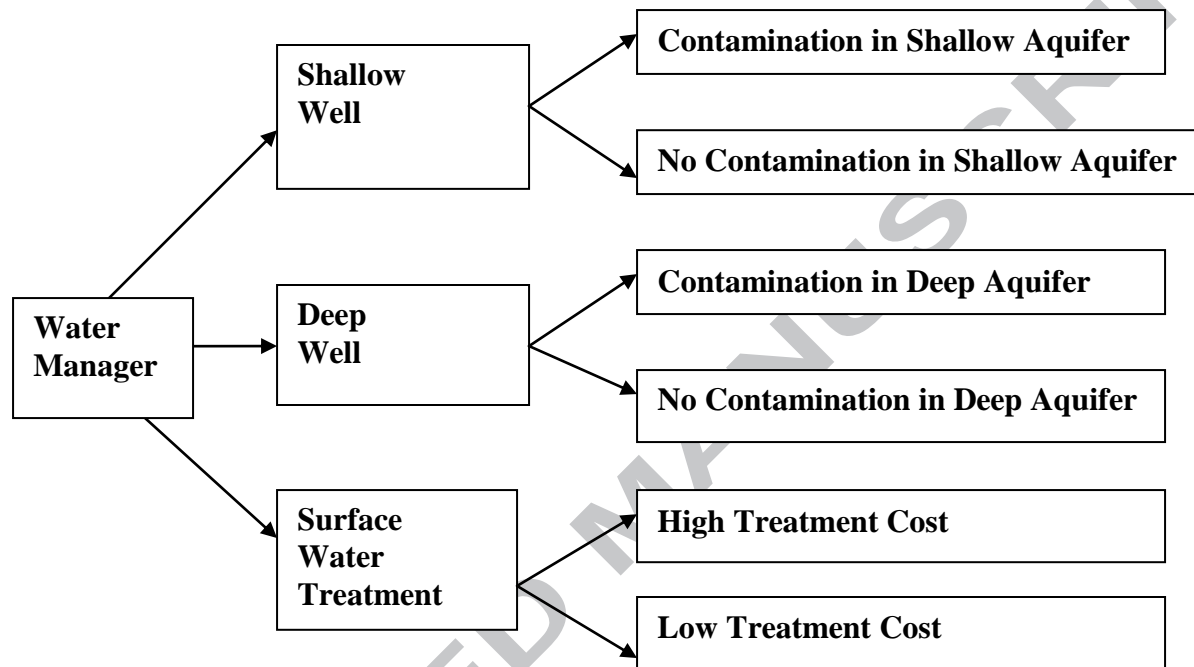 Contamination in Shallow Aquifer
Shallow
Well
No Contamination in Shallow Aquifer
Contamination in Deep Aquifer
Water
Manager
Deep
Well
No Contamination in Deep Aquifer
Surface
Water
Treatment
High Treatment Cost
Low Treatment Cost